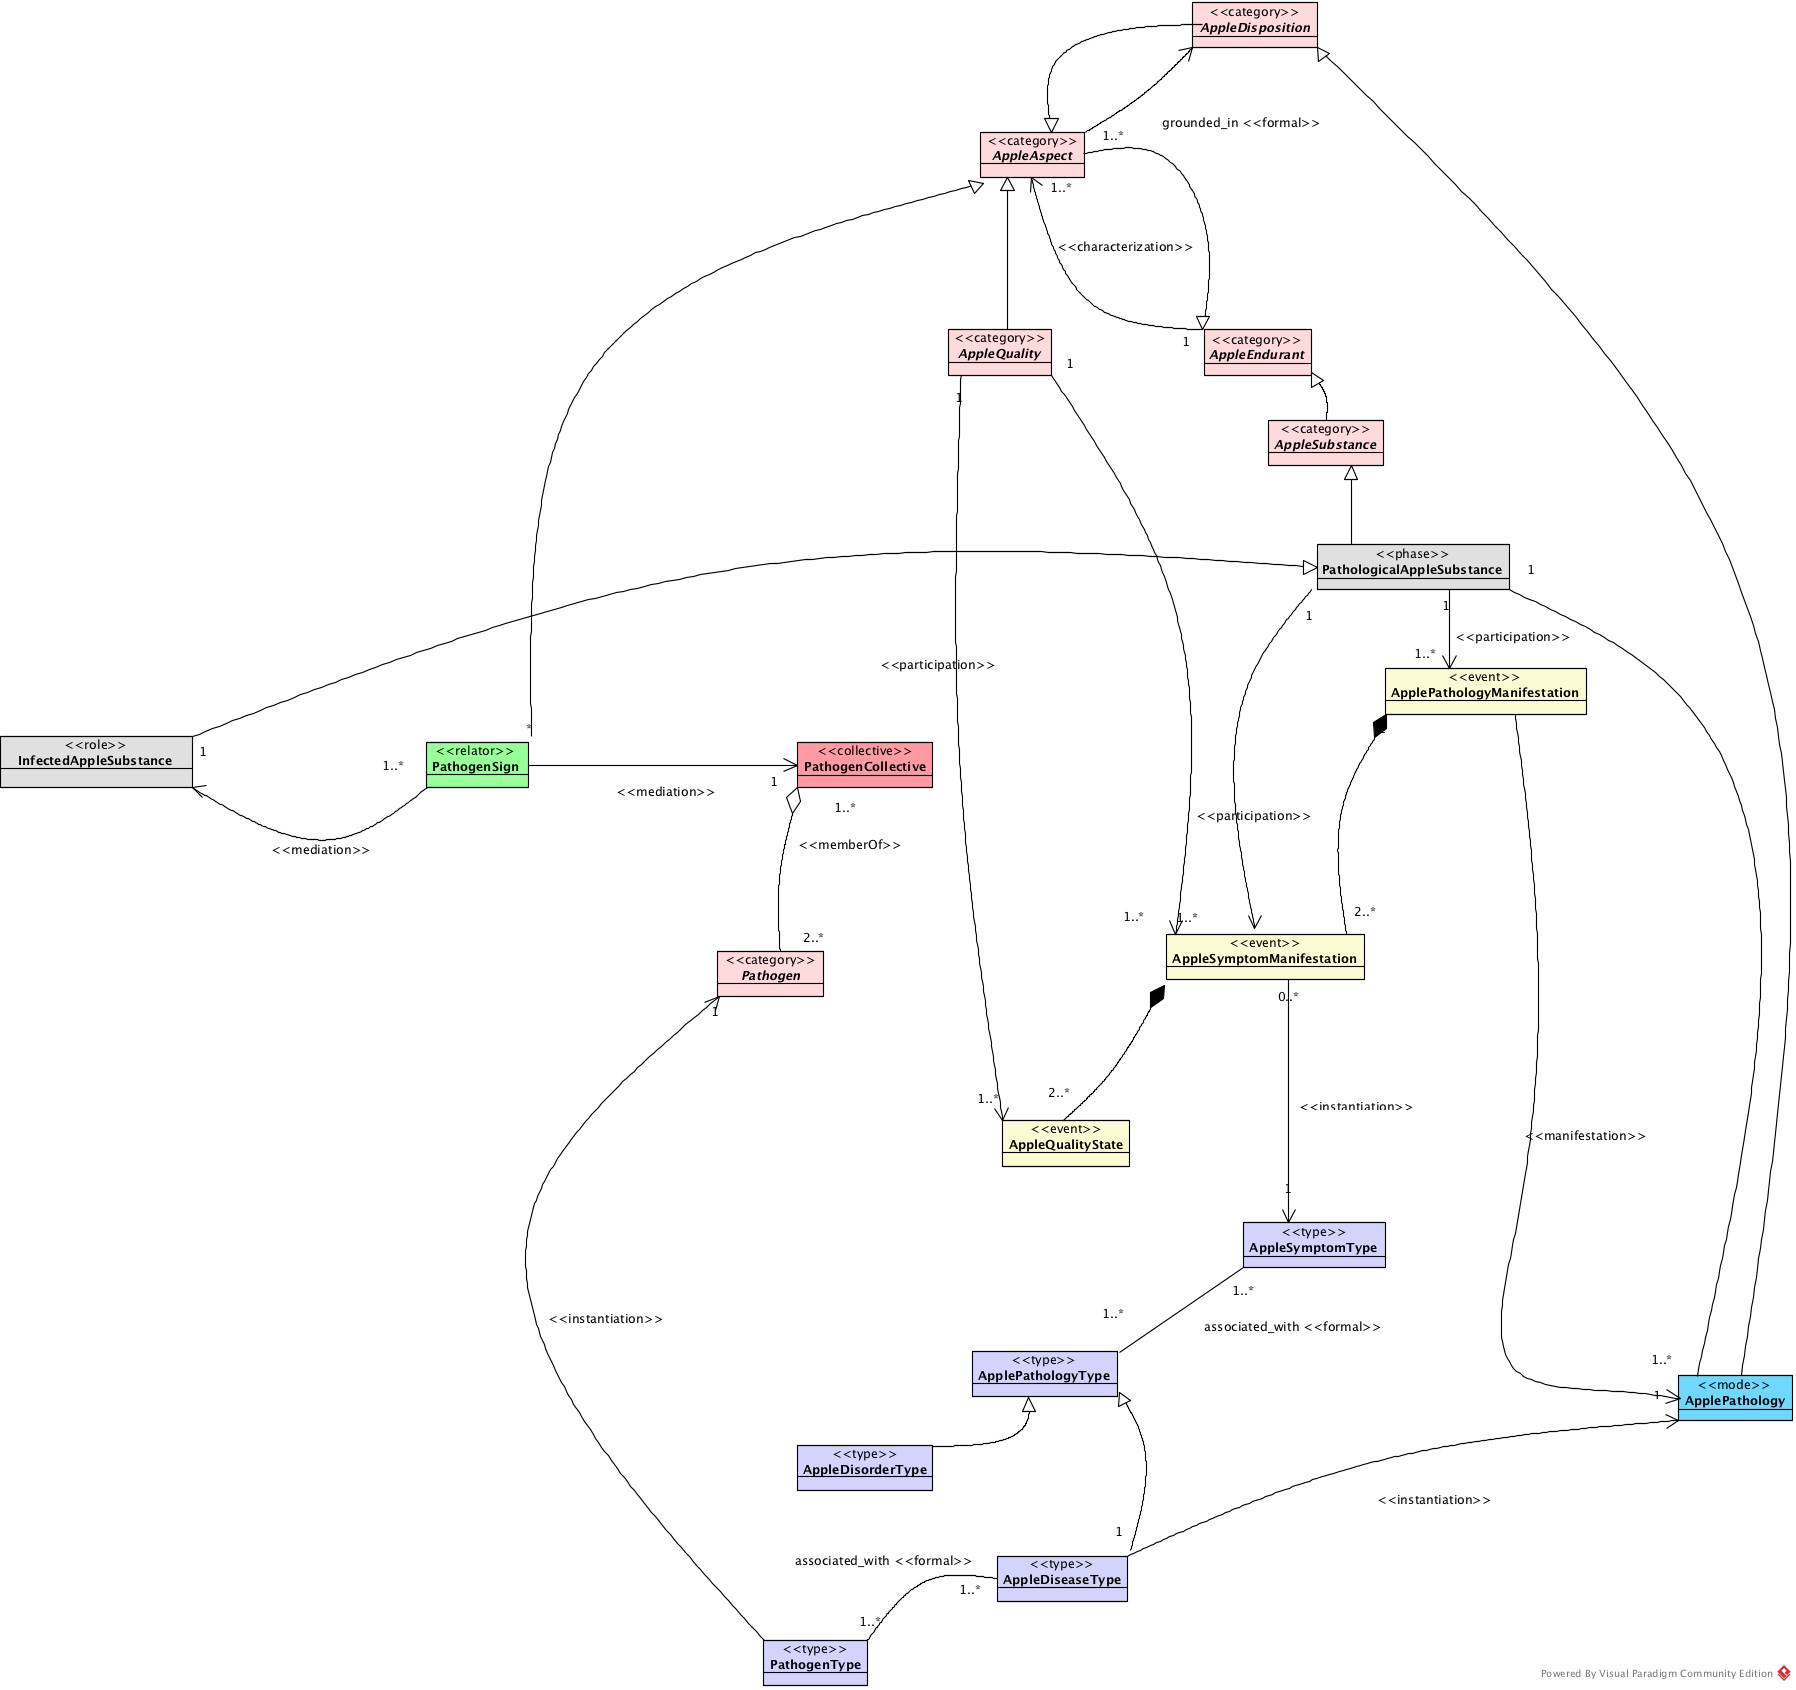 <<category>>
AppleDisposition
grounded_in <<formal>>
1..*
<<category>>
AppleAspect
1..*
<<characterization>>
<<category>>
AppleQuality
1
1
1
<<category>>
AppleEndurant
<<category>>
AppleSubstance
<<phase>>
PathologicalAppleSubstance
1
1
1
<<participation>>
1..*
<<participation>>
<<event>>
ApplePathologyManifestation
<<role>>
InfectedAppleSubstance
1
1..*
*
<<relator>>
PathogenSign
<<mediation>>
<<mediation>>
1
<<collective>>
PathogenCollective
1..*
<<memberOf>>
2..*
<<category>>
Pathogen
1
<<participation>>
1..*
1..*
2..*
<<event>>
AppleSymptomManifestation
0..*
2..*
1..*
<<event>>
AppleQualityState
<<instantiation>>
<<manifestation>>
1
<<type>>
AppleSymptomType
1..*
1..*
associated_with <<formal>>
<<instantiation>>
<<type>>
ApplePathologyType
1..*
1
<<mode>>
ApplePathology
<<type>>
AppleDisorderType
<<instantiation>>
1
associated_with <<formal>>
<<type>>
AppleDiseaseType
1..*
1..*
<<type>>
PathogenType
Powered By Visual Paradigm Community Edition